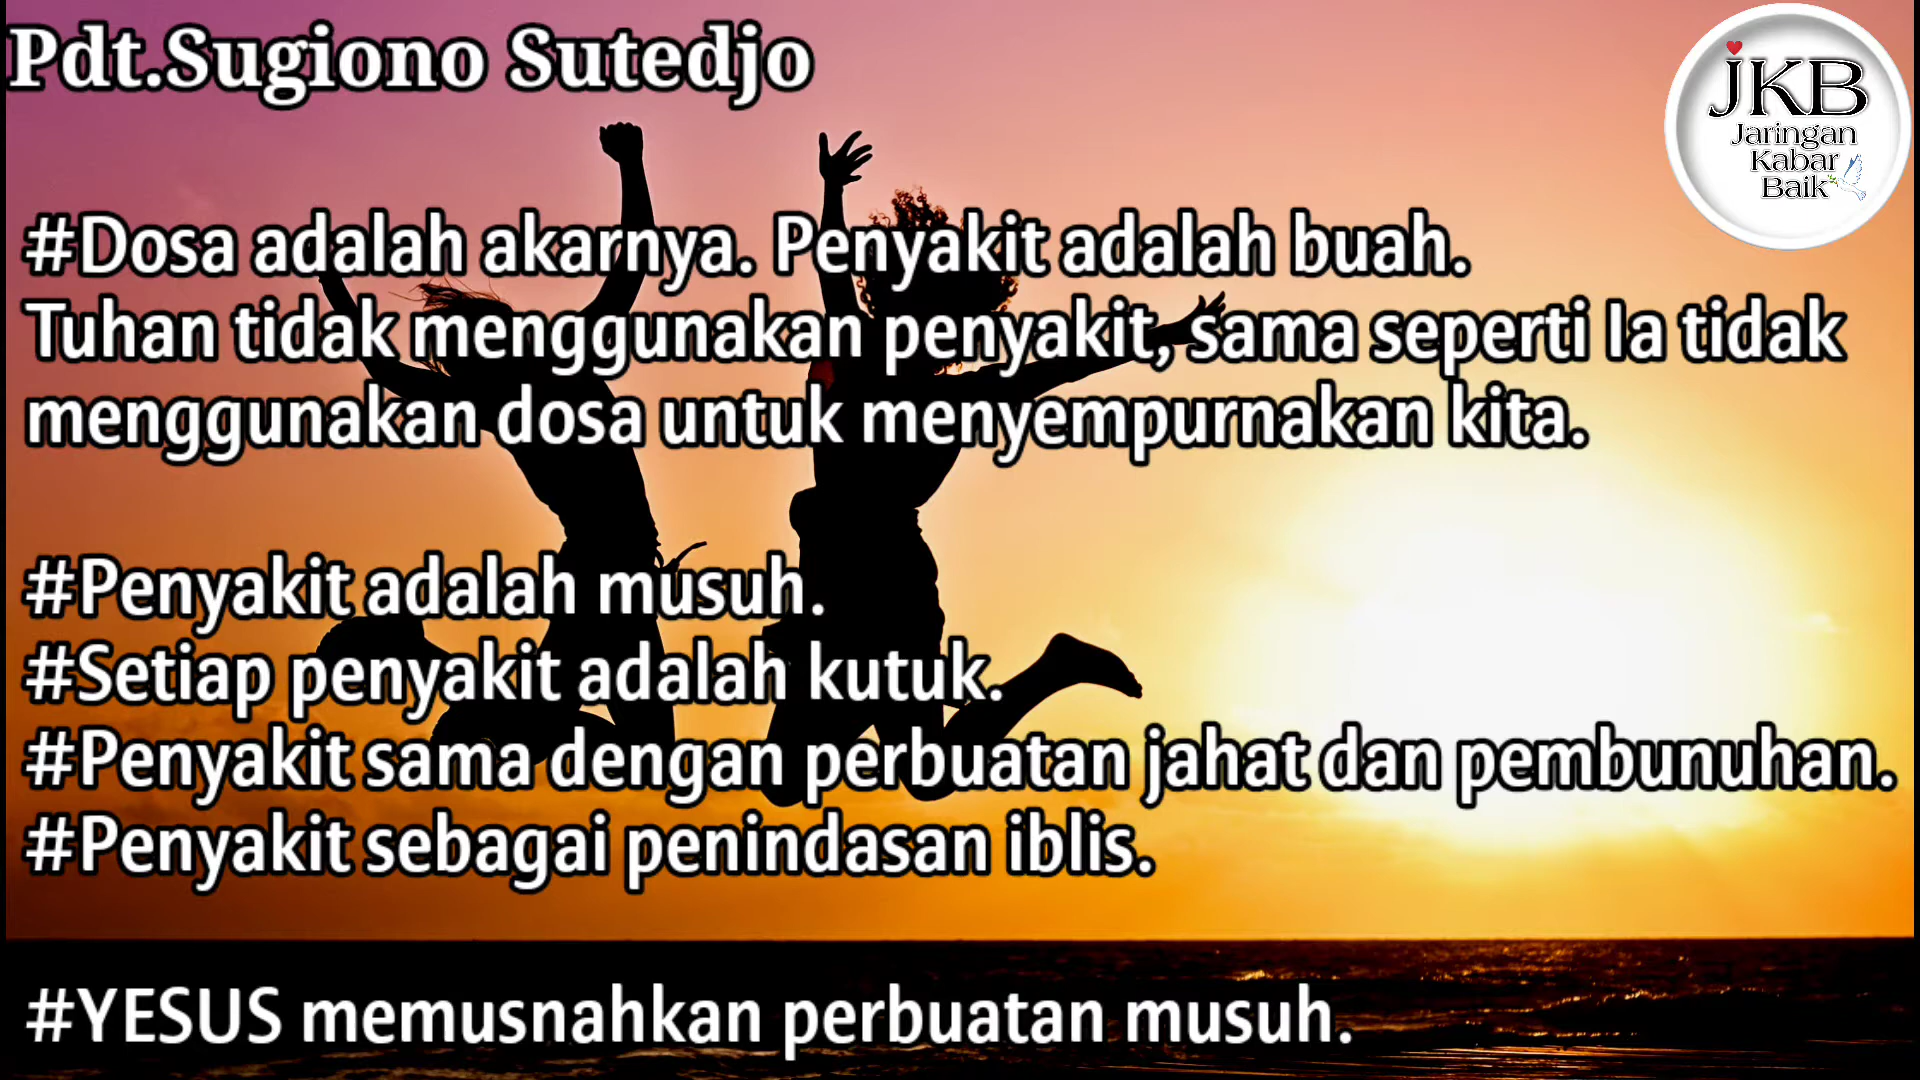 Pdt.Sugiono Sutedjo
JKB
Jaringan
Kabar
Baik
#Dosa adalah akarnya. Penyakit adalah buah.
Tuhan tidak menggunakan penyakit, sama seperti Ia tidak
menggunakan dosa untuk menyempurnakan kita.
#Penyakit adalah musuh.
#Setiap penyakit adalah kutuk.
#Penyakit sama dengan perbuatan jahat dan pembunuhan.
#Penyakit sebagai penindasan iblis.
#YESUS memusnahkan perbuatan musuh.